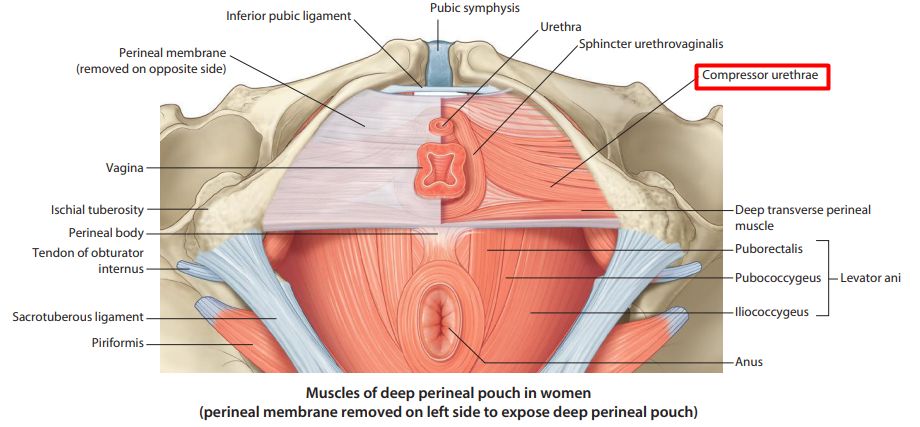 Pubic symphysis
Inferior pubic ligament
Urethra
Sphincter urethrovaginalis
Perineal membrane
(removed on opposite side)
Compressor urethrae
Vagina
Ischial tuberosity
Deep transverse perineal
muscle
Perineal body
Tendon of obturator
internus
Puborectalis
Pubococcygeus
Levator ani
Iliococcygeus
Sacrotuberous ligament
Piriformis
Anus
Muscles of deep perineal pouch in women
(perineal membrane removed on left side to expose deep perineal pouch)